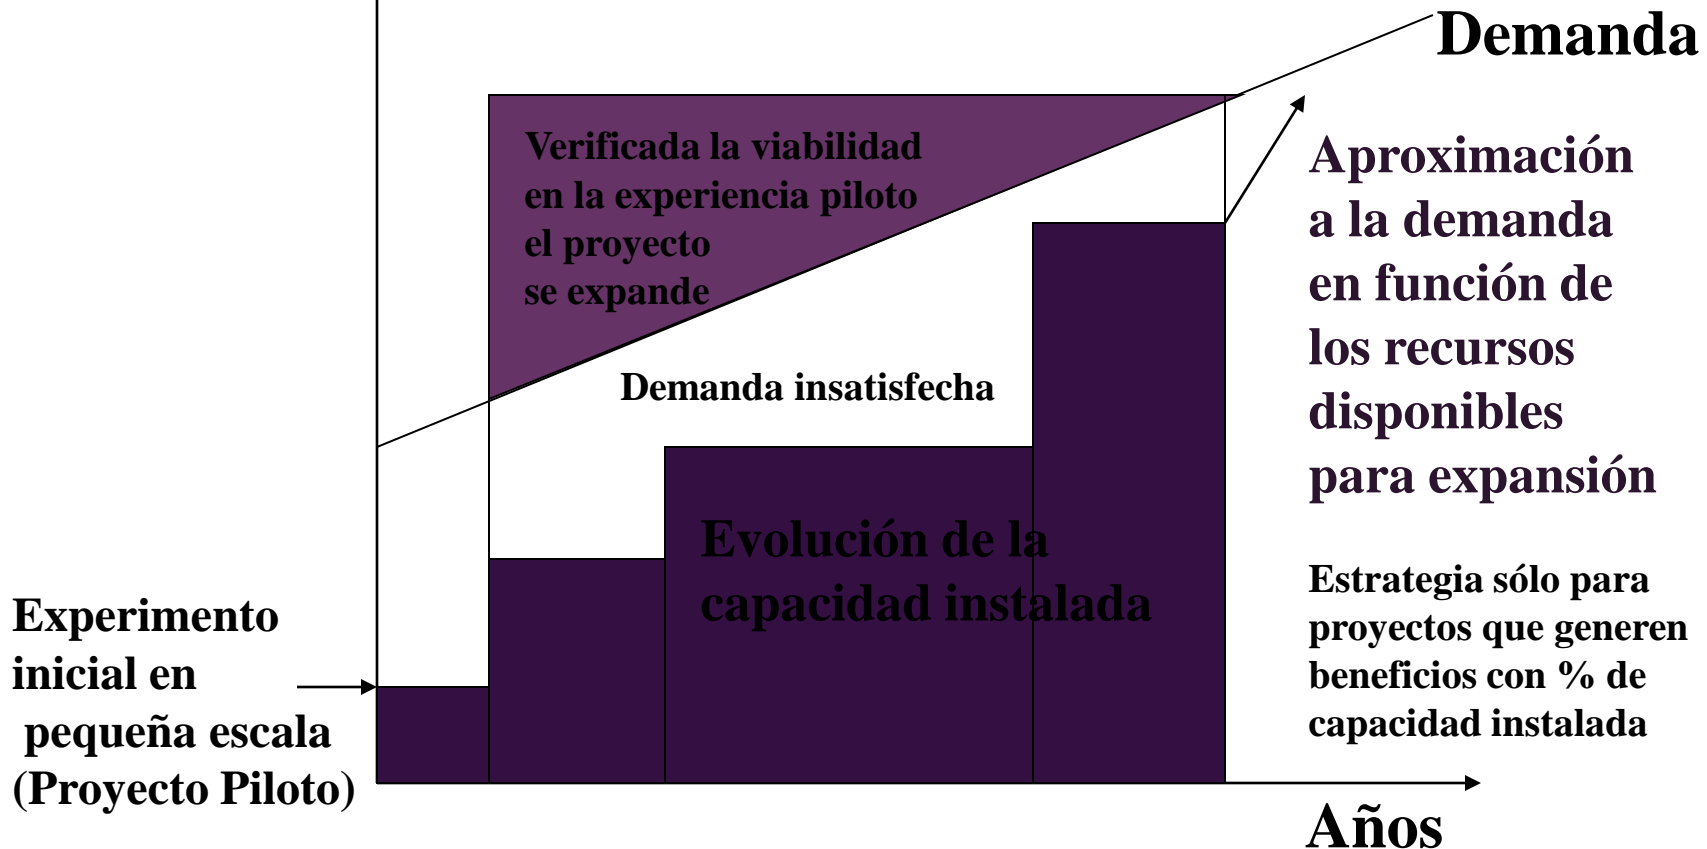 Demanda
Verificada la viabilidad
en la experiencia piloto
el proyecto
se expande
Aproximación
a la demanda
en función de
los recursos
disponibles
para expansión
Demanda insatisfecha
Evolución de la
capacidad instalada
Estrategia sólo para
proyectos que generen
beneficios con % de
capacidad instalada
Experimento
inicial en
pequeña escala
(Proyecto Piloto)
Años